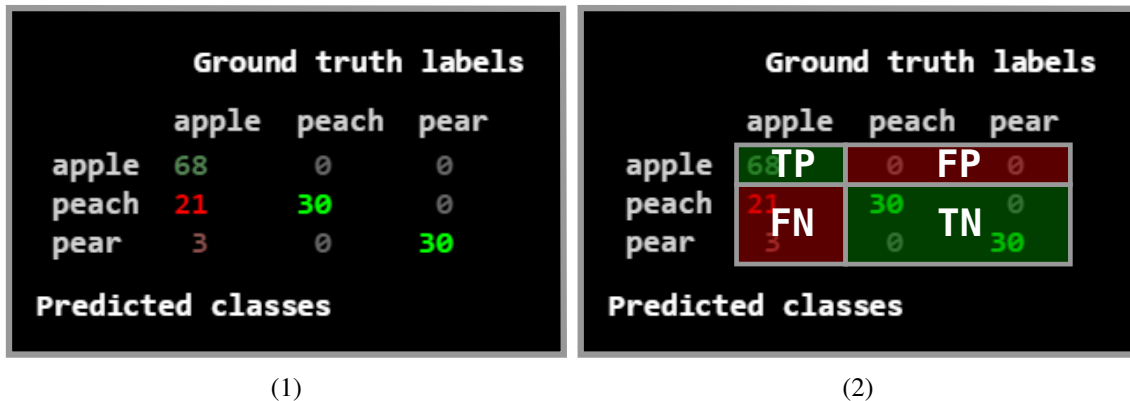 Ground truth labels
apple peach pear
apple 68 0 0
peach 21 30 0
pear 3 0 30
Predicted classes
(1)
Ground truth labels
apple peach pear
apple 68 TP 0 FP 0
peach 21 30 0
FN TN
pear 3 0 30
Predicted classes
(2)